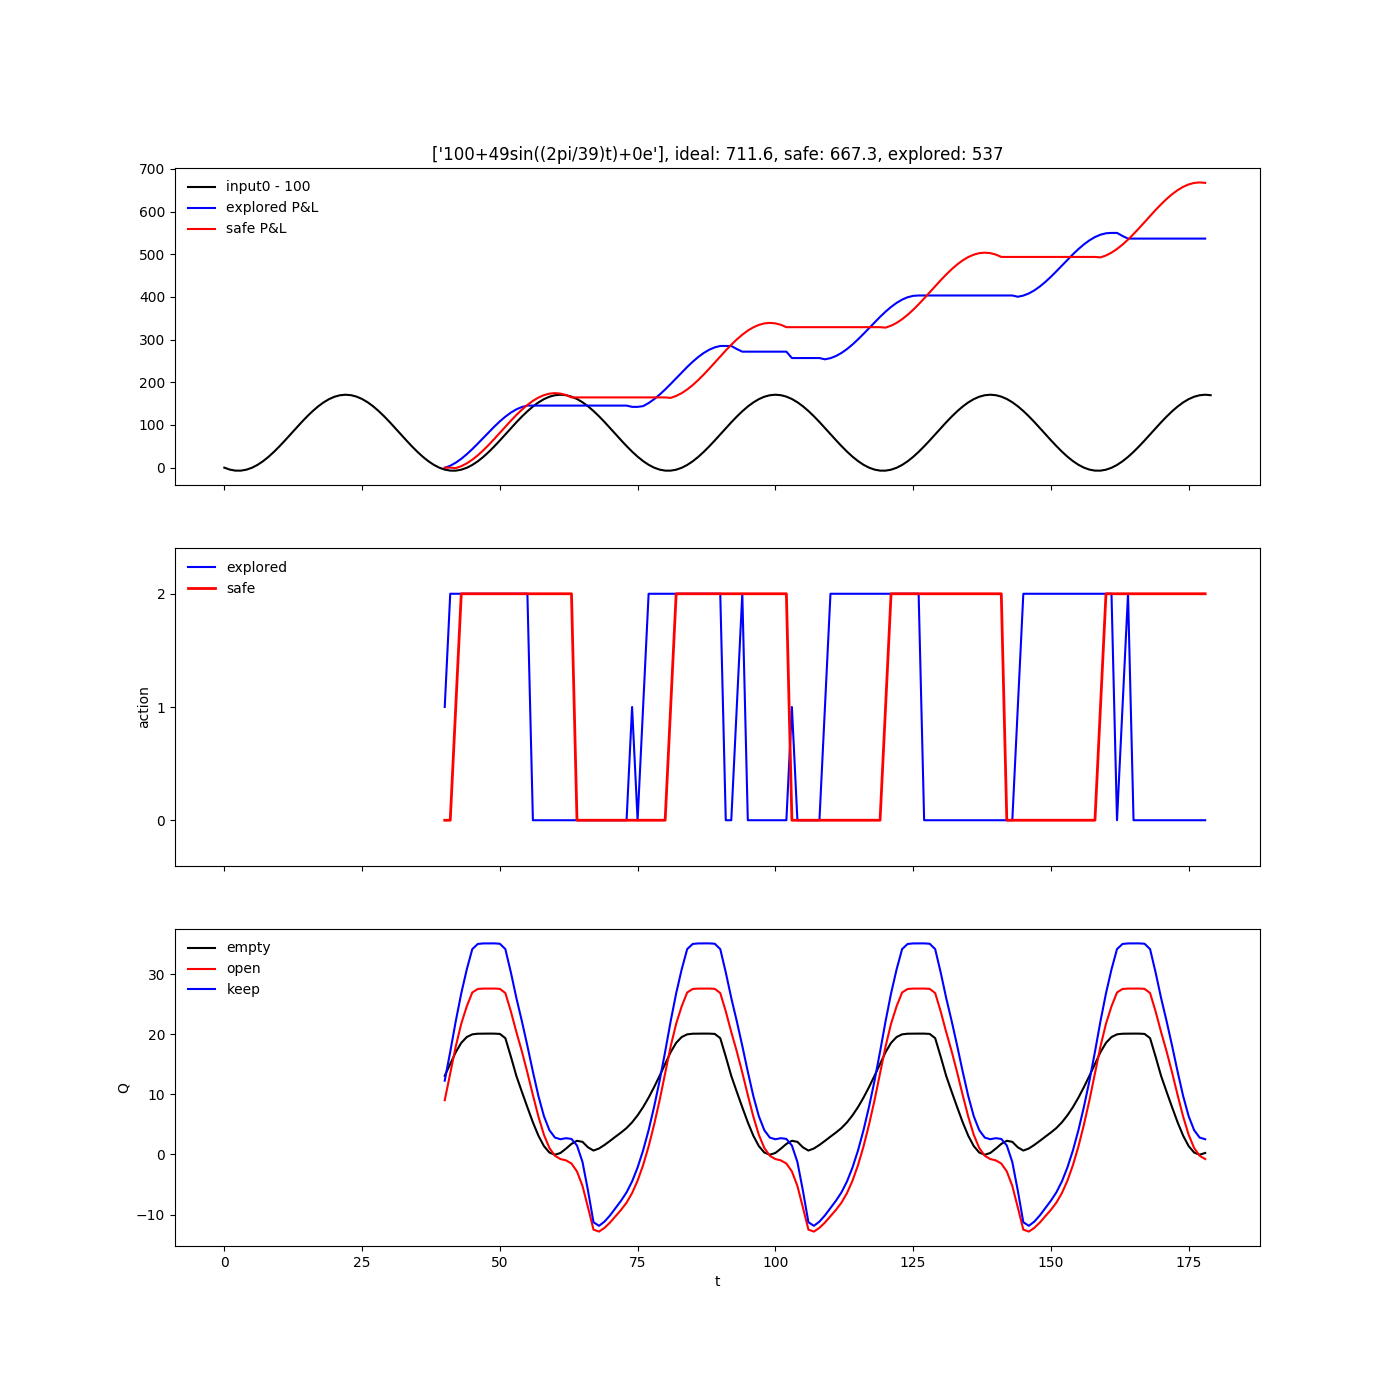 ['100+49sin((2pi/39)t)+0e'], ideal: 711.6, safe: 667.3, explored: 537
700
600
500
400
300
200
100
0
input0 - 100
explored P&L
safe P&L
action
2
1
0
explored
safe
Q
30
20
10
0
−10
empty
open
keep
0 25 50 75 100 125 150 175
t